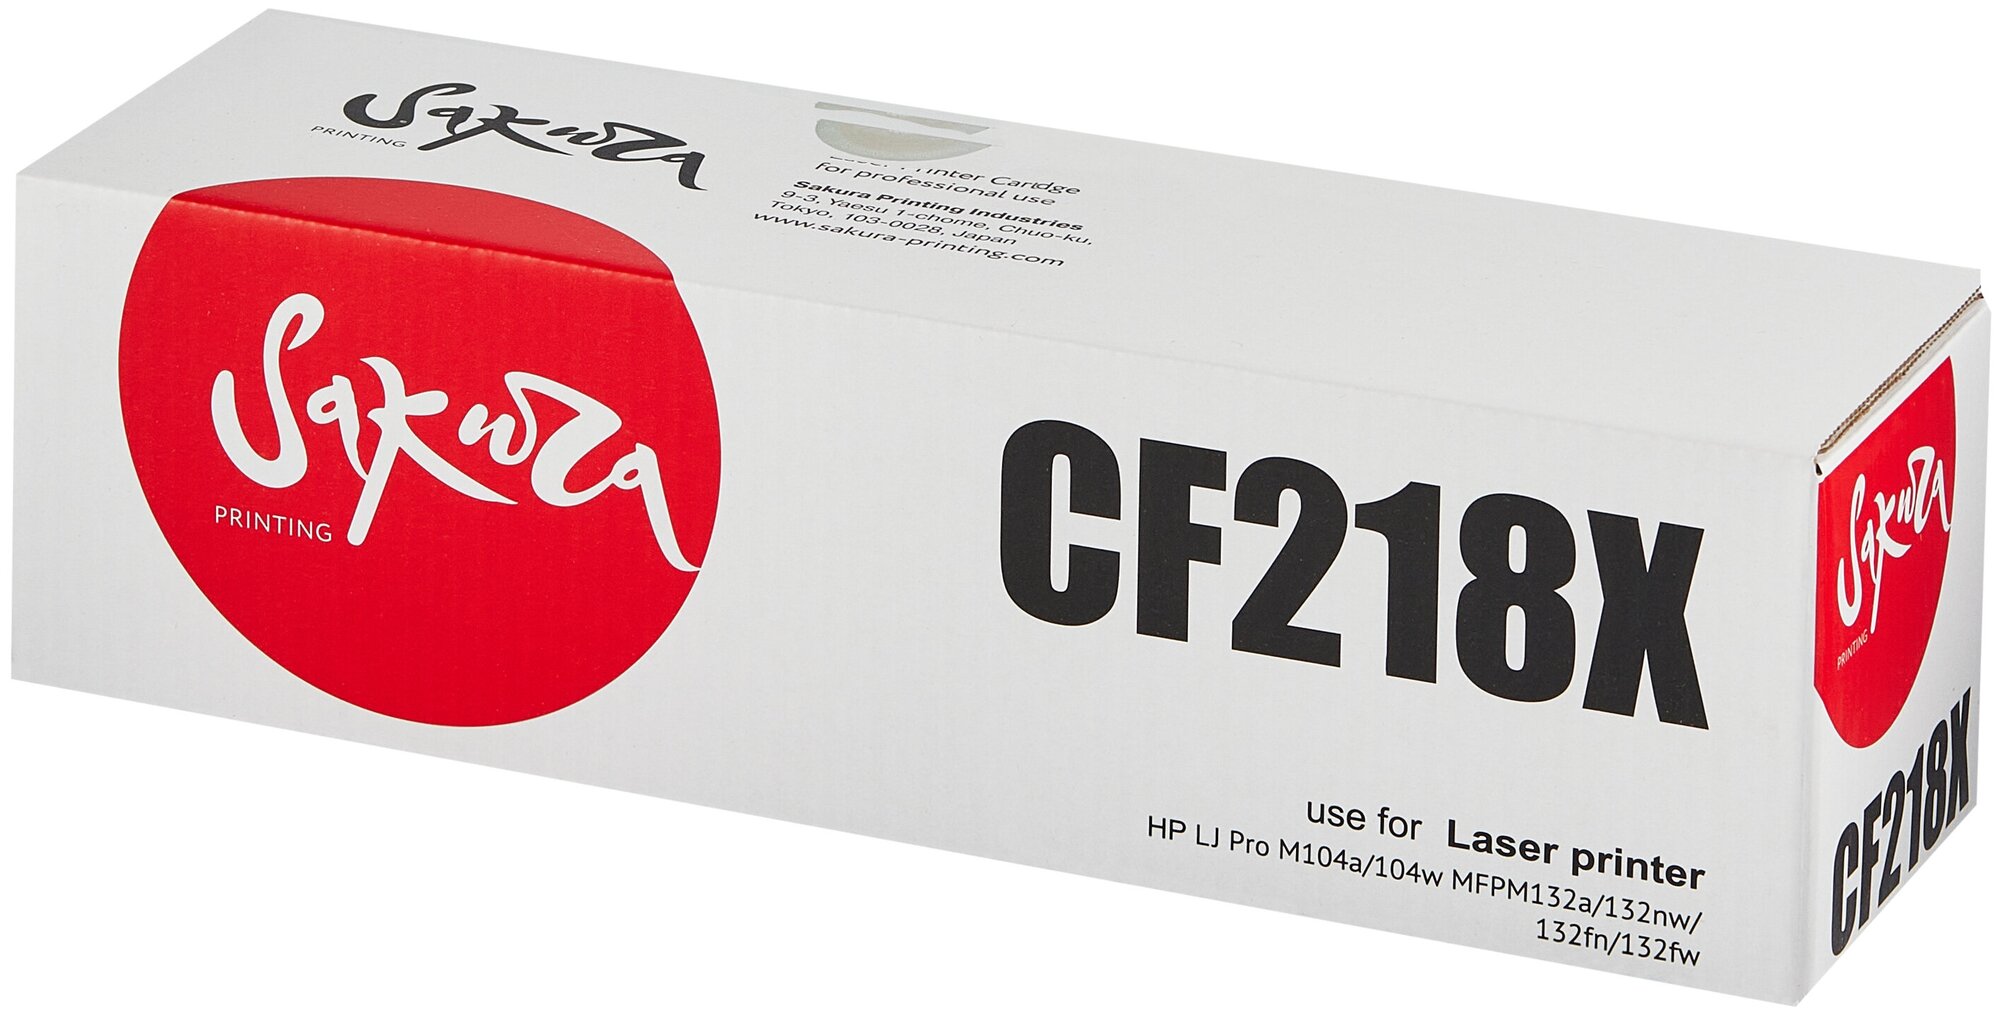 Sakura
PRINTING
Printer Caridge
for professional use
Sakura Printing Industries
9-3, Yaesu 1-chome, Chuo-ku,
Tokyo, 103-0028, Japan
www.sakura-printing.com
Sakura
PRINTING
CF218X
use for Laser printer
HP LJ Pro M104a/104w MFPM132a/132nw/
132fn/132fw
Sakura
PRINTING
CF218X